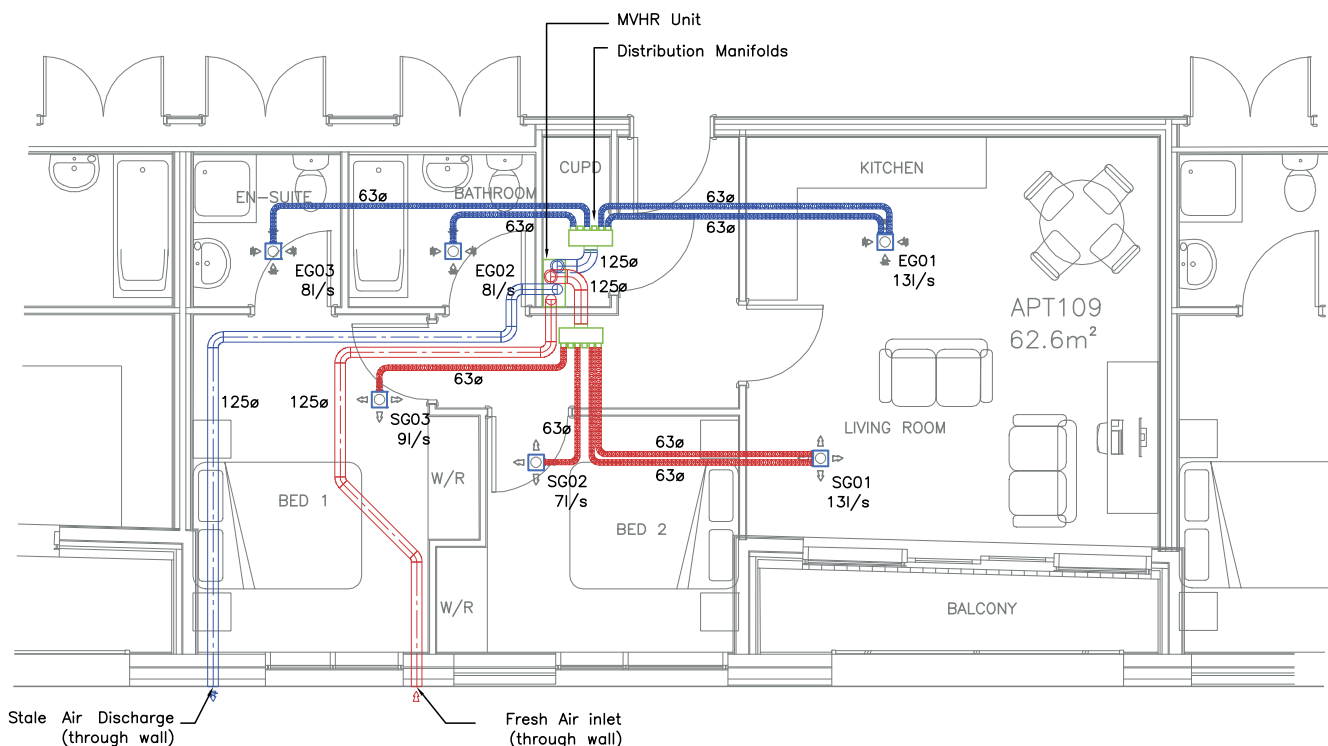 MVHR Unit
Distribution Manifolds
CUPD
KITCHEN
EN-SUITE
63ø
BATHROOM
63ø
63ø
63ø
EG03
8l/s
EG02
8l/s
125ø
125ø
EG01
13l/s
APT109
62.6m²
63ø
125ø
125ø
SG03
9l/s
63ø
63ø
63ø
LIVING ROOM
W/R
SG02
7l/s
SG01
13l/s
BED 1
BED 2
W/R
BALCONY
Stale Air Discharge
(through wall)
Fresh Air inlet
(through wall)